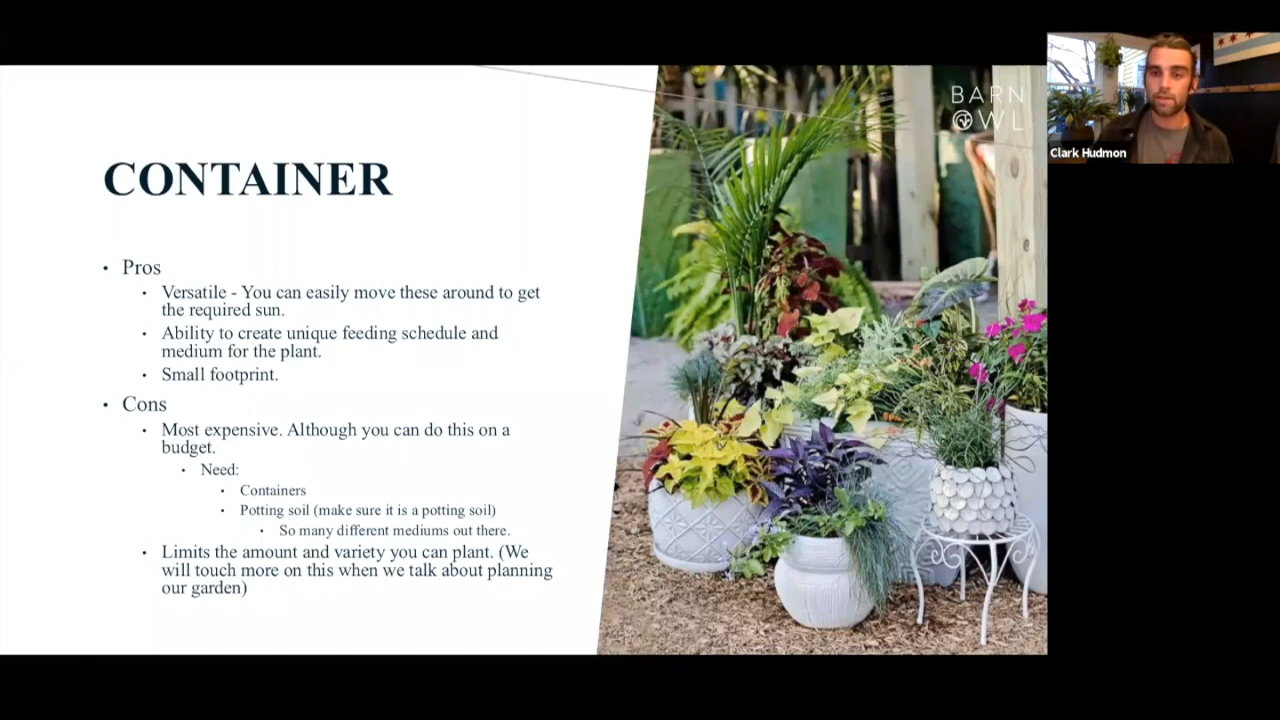 CONTAINER
• Pros
• Versatile - You can easily move these around to get
the required sun.
• Ability to create unique feeding schedule and
medium for the plant.
• Small footprint.
• Cons
• Most expensive. Although you can do this on a
budget.
• Need:
• Containers
• Potting soil (make sure it is a potting soil)
• So many different mediums out there.
• Limits the amount and variety you can plant. (We
will touch more on this when we talk about planning
our garden)
BARN
OWL
Clark Hudmon